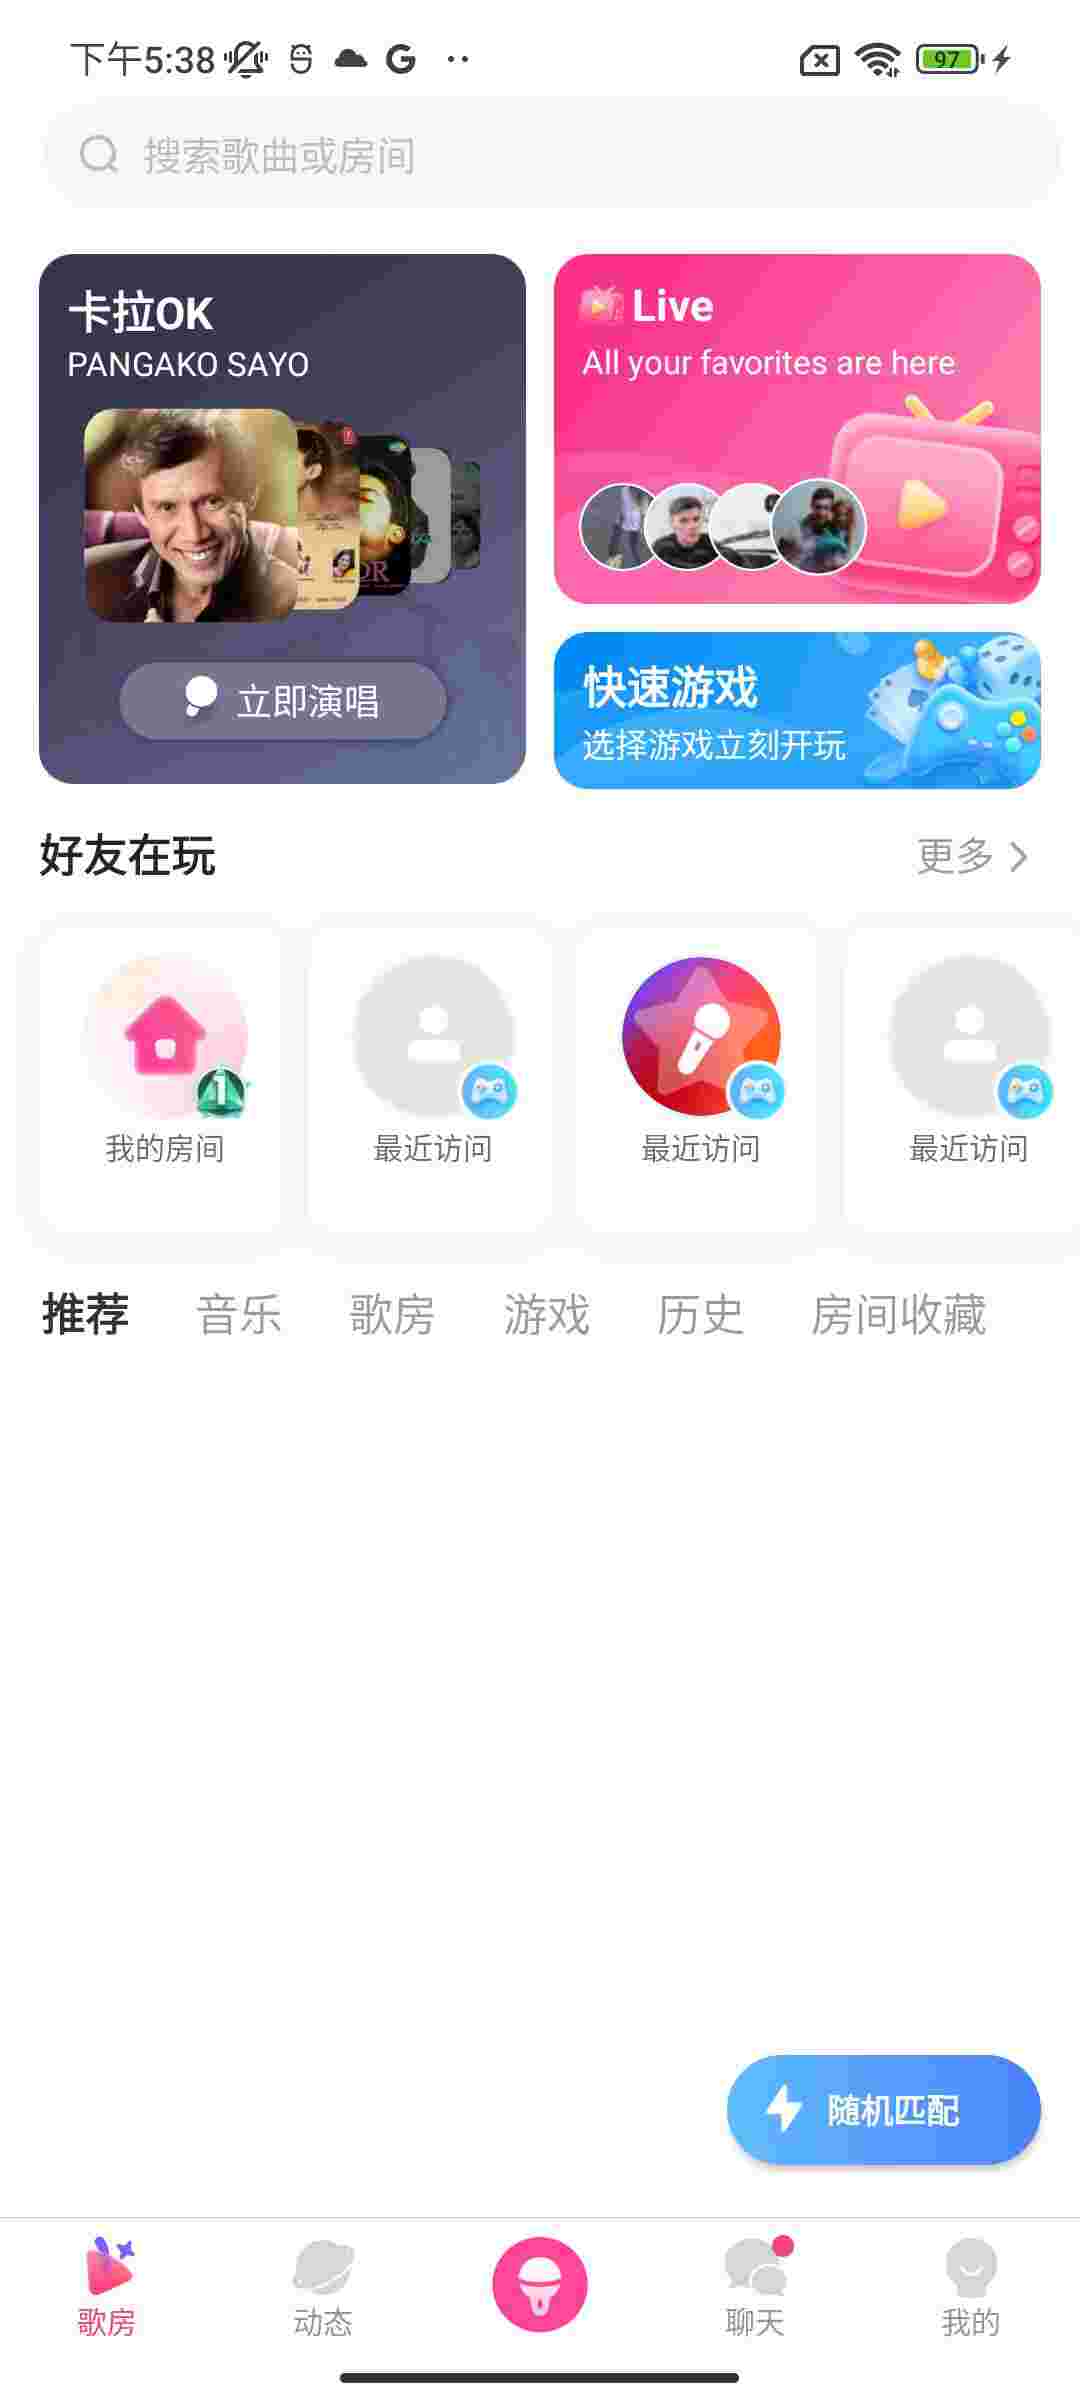 下午5:38
97
搜索歌曲或房间
卡拉OK
PANGAKO SAYO
立即演唱
Live
All your favorites are here
快速游戏
选择游戏立刻开玩
好友在玩
更多
1
我的房间
最近访问
最近访问
最近访问
推荐 音乐 歌房 游戏 历史 房间收藏
随机匹配
歌房
动态
聊天
我的